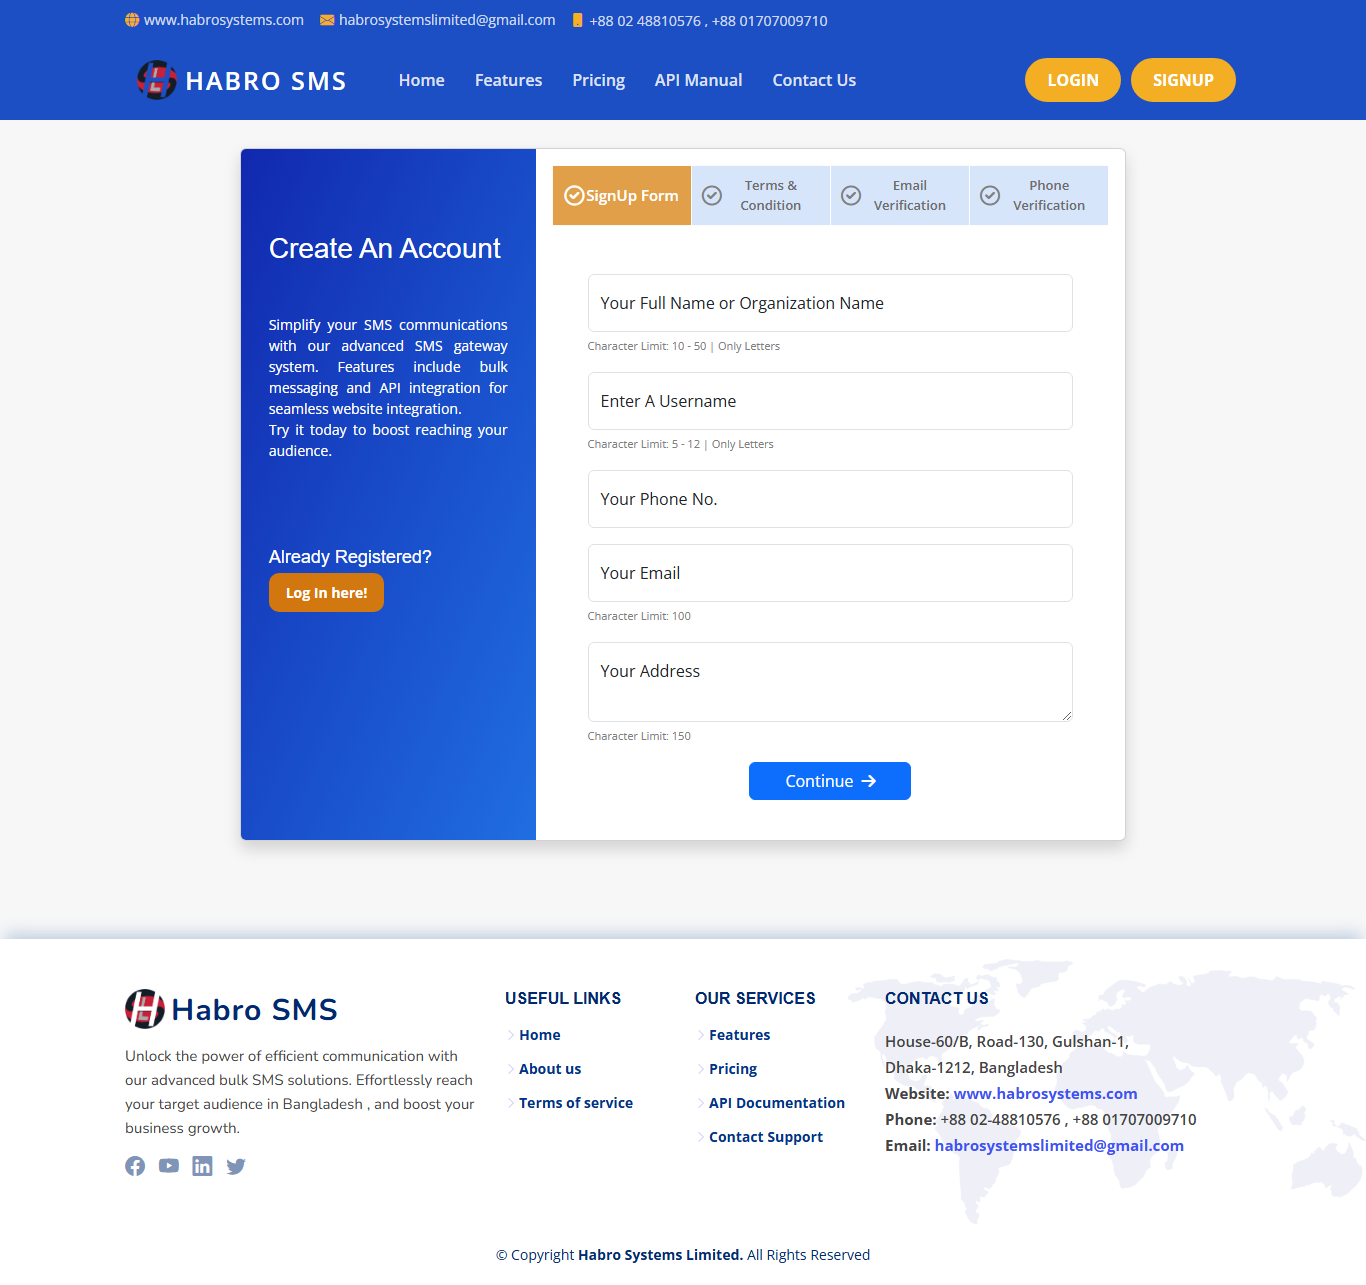 www.habrosystems.com habrosystemslimited@gmail.com +88 02 48810576 , +88 01707009710
HABRO SMS Home Features Pricing API Manual Contact Us LOGIN SIGNUP
SignUp Form
Terms &
Condition
Email
Verification
Phone
Verification
Create An Account
Simplify your SMS communications
with our advanced SMS gateway
system. Features include bulk
messaging and API integration for
seamless website integration.
Try it today to boost reaching your
audience.
Already Registered?
Log In here!
Your Full Name or Organization Name
Character Limit: 10 - 50 | Only Letters
Enter A Username
Character Limit: 5 - 12 | Only Letters
Your Phone No.
Your Email
Character Limit: 100
Your Address
Character Limit: 150
Continue
Habro SMS
Unlock the power of efficient communication with
our advanced bulk SMS solutions. Effortlessly reach
your target audience in Bangladesh , and boost your
business growth.
USEFUL LINKS
Home
About us
Terms of service
OUR SERVICES
Features
Pricing
API Documentation
Contact Support
CONTACT US
House-60/B, Road-130, Gulshan-1,
Dhaka-1212, Bangladesh
Website: www.habrosystems.com
Phone: +88 02-48810576 , +88 01707009710
Email: habrosystemslimited@gmail.com
© Copyright Habro Systems Limited. All Rights Reserved